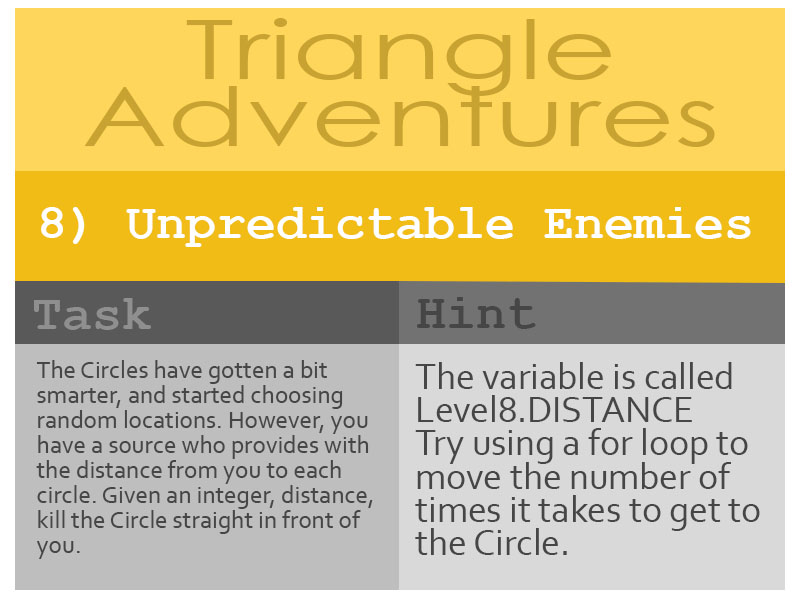 Triangle
Adventures
8) Unpredictable Enemies
Task
The Circles have gotten a bit
smarter, and started choosing
random locations. However, you
have a source who provides with
the distance from you to each
circle. Given an integer, distance,
kill the Circle straight in front of
you.
Hint
The variable is called
Level8.DISTANCE
Try using a for loop to
move the number of
times it takes to get to
the Circle.